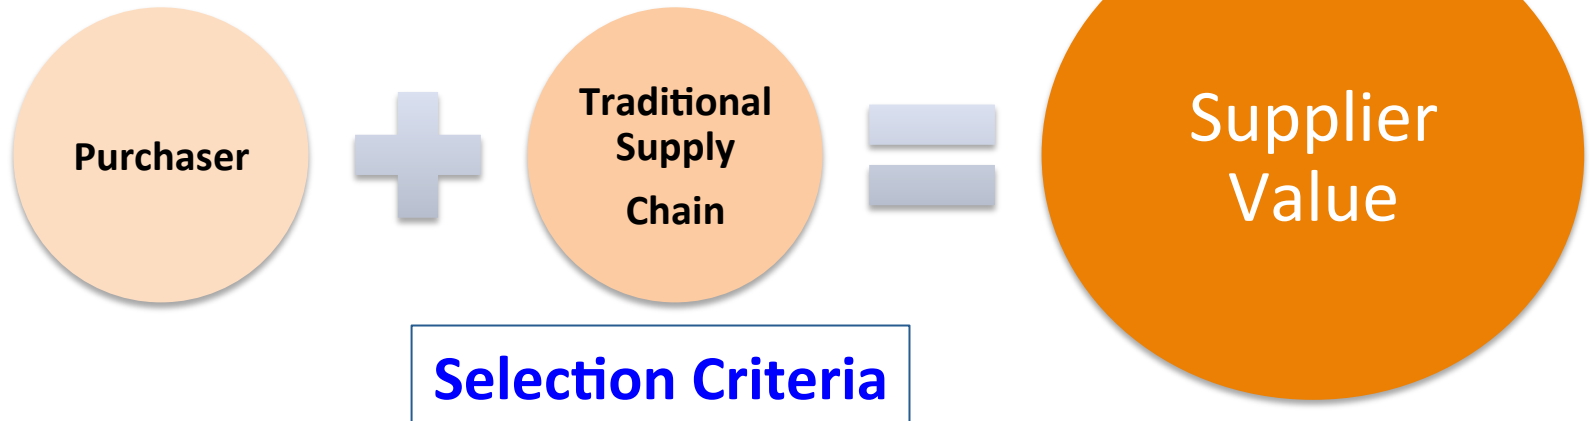 Purchaser
Traditional
Supply
Chain
Supplier
Value
Selection Criteria